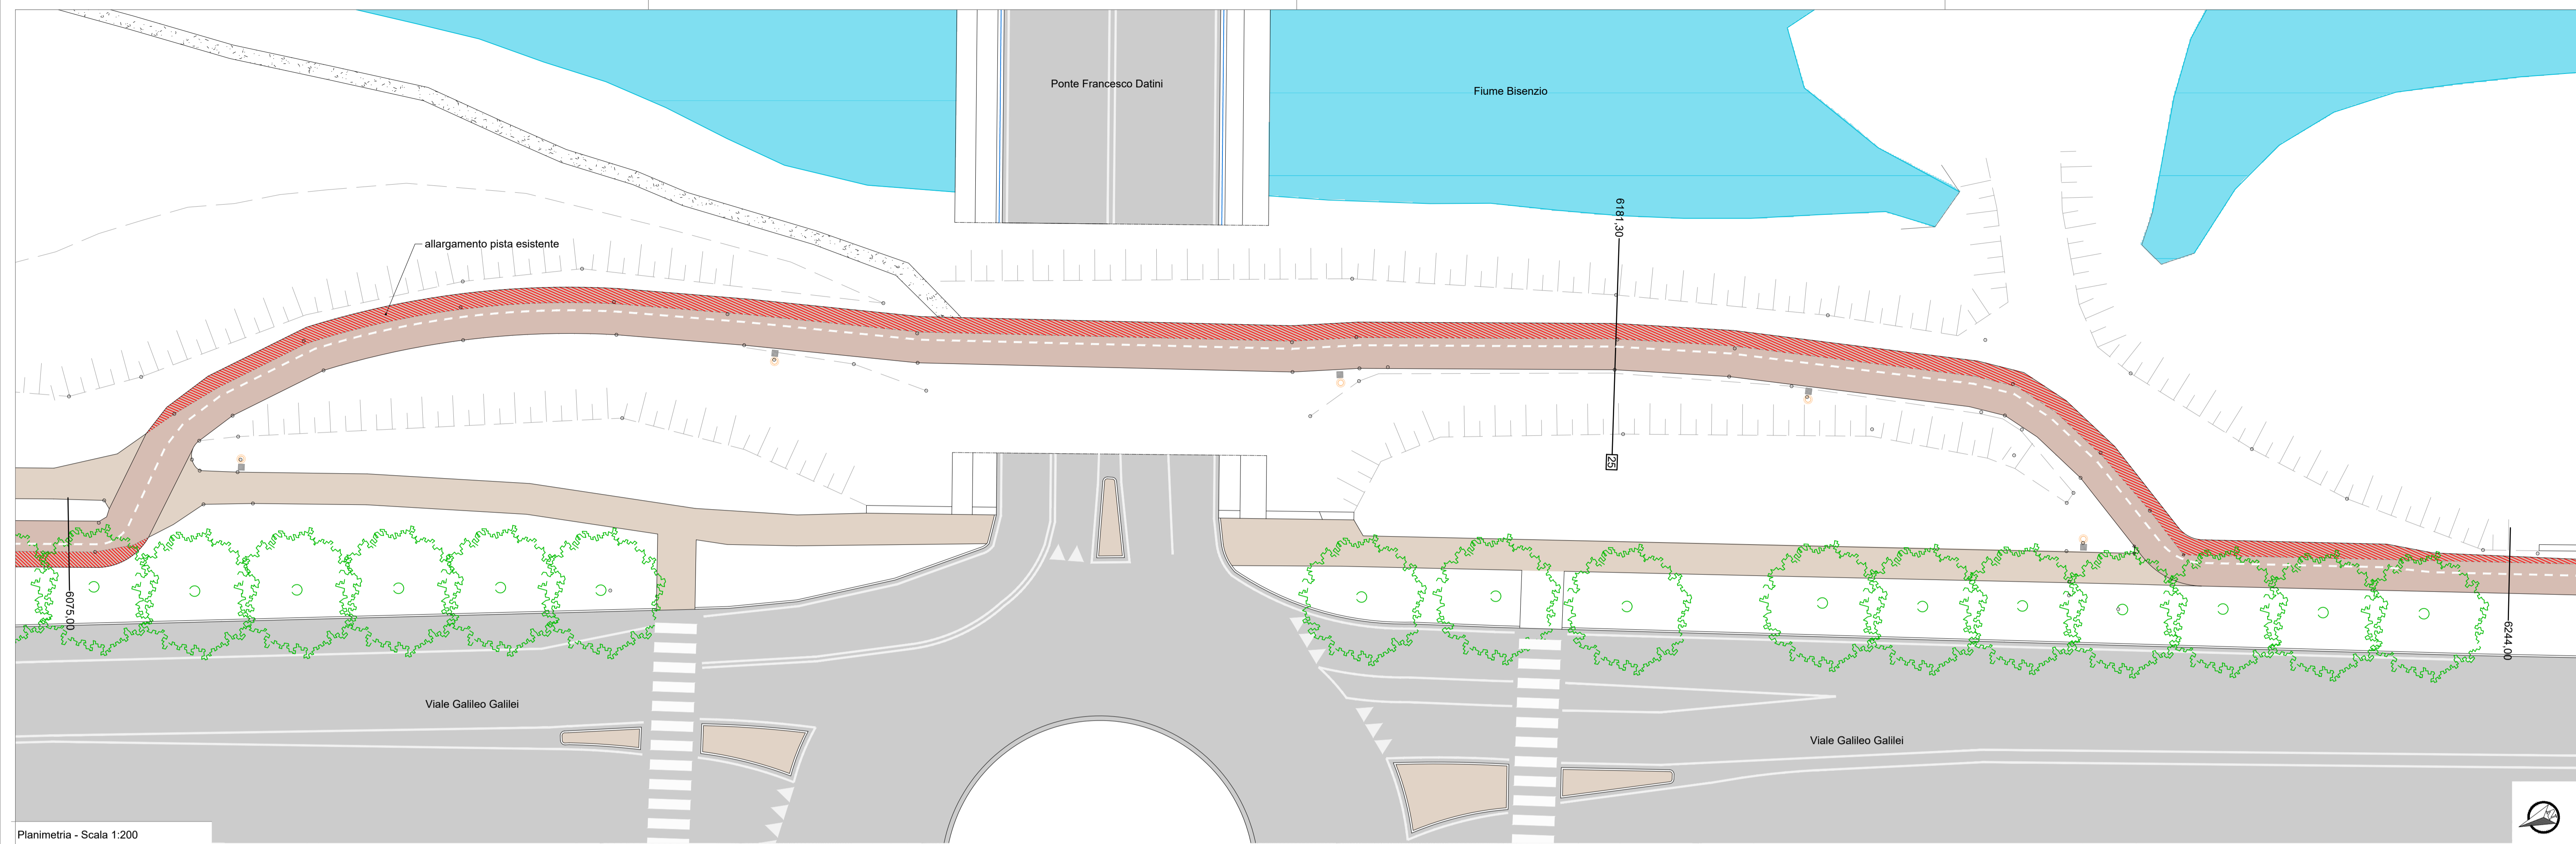 Ponte Francesco Datini
Fiume Bisenzio
6181,30
allargamento pista esistente
25
6075,00
6244,00
Viale Galileo Galilei
Viale Galileo Galilei
Planimetria - Scala 1:200